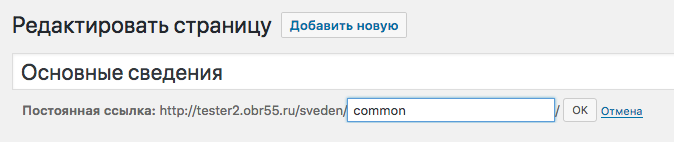 Редактировать страницу Добавить новую
Основные сведения
Постоянная ссылка: http://tester2.obr55.ru/sveden/common/ OK Отмена